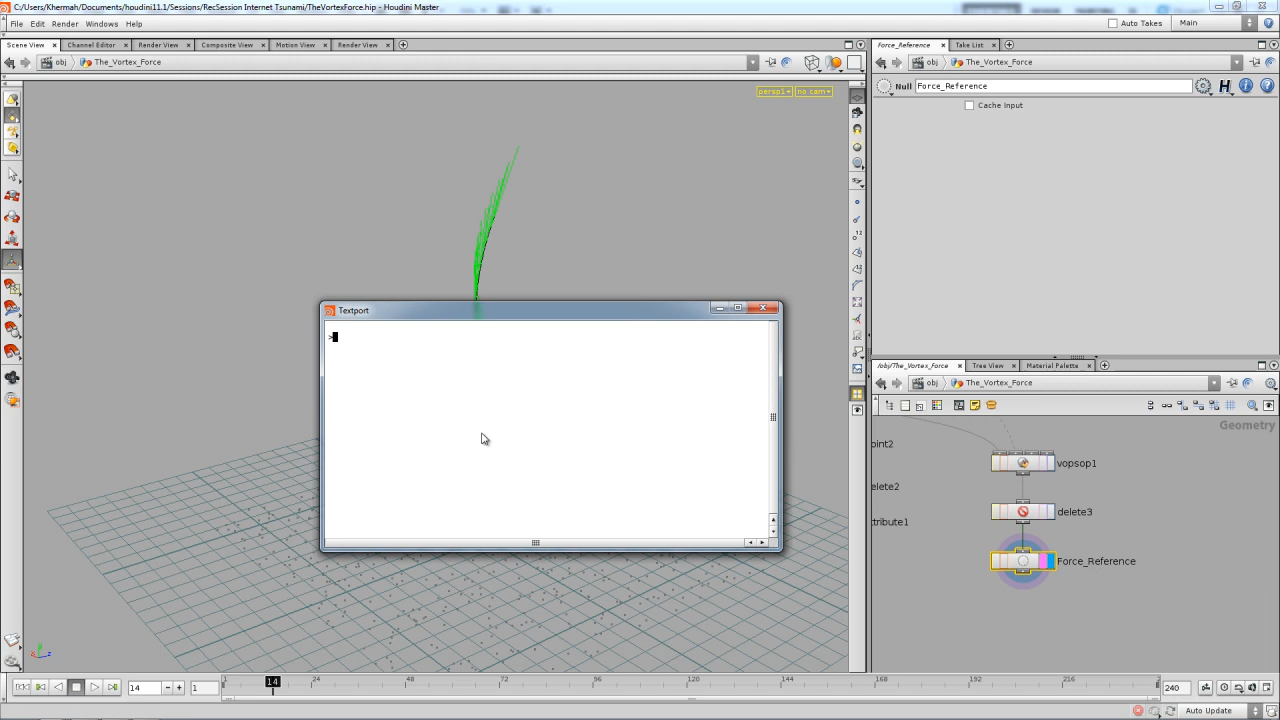 C:/Users/Khermah/Documents/houdini11.1/Sessions/RecSession Internet Tsunami/TheVortexForce.hip - Houdini Master
File Edit Render Windows Help
Auto Takes Main
Scene View Channel Editor Render View Composite View Motion View Render View
obj The_Vortex_Force
persp1 no cam
Force_Reference Take List
obj The_Vortex_Force
Null Force_Reference
Cache Input
Textport
>
/obj/The_Vortex_Force Tree View Material Palette
obj The_Vortex_Force
Geometry
oint2
vopsop1
elete2
delete3
ttribute1
Force_Reference
14
1
1 14 24 48 72 96 120 144 168 192 216 2
240
Auto Update